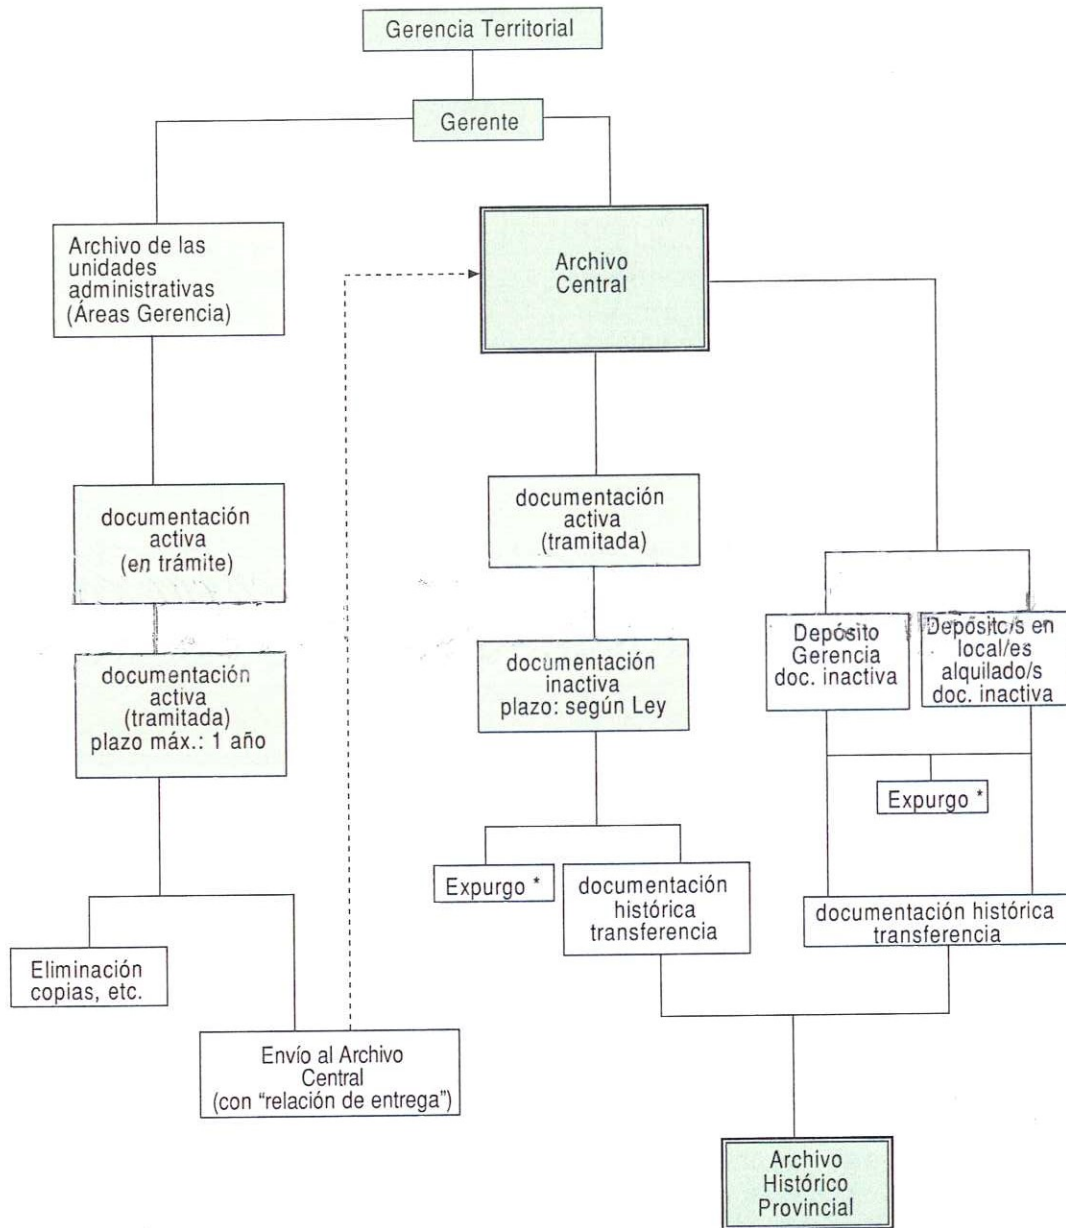 Gerencia Territorial
Gerente
Archivo de las
unidades
administrativas
(Áreas Gerencia)
Archivo
Central
documentación
activa
(en trámite)
documentación
activa
(tramitada)
plazo máx.: 1 año
Eliminación
copias, etc.
Envío al Archivo
Central
(con “relación de entrega”)
documentación
activa
(tramitada)
documentación
inactiva
plazo: según Ley
Expurgo *
documentación
histórica
transferencia
Depósito
Gerencia
doc. inactiva
Depósito/s en
local/es
alquilado/s
doc. inactiva
Expurgo *
documentación histórica
transferencia
Archivo
Histórico
Provincial